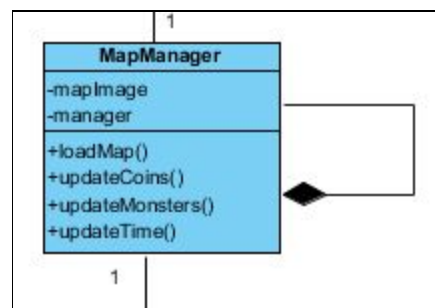 1
MapManager
-mapImage
-manager
+loadMap()
+updateCoins()
+updateMonsters()
+updateTime()
1